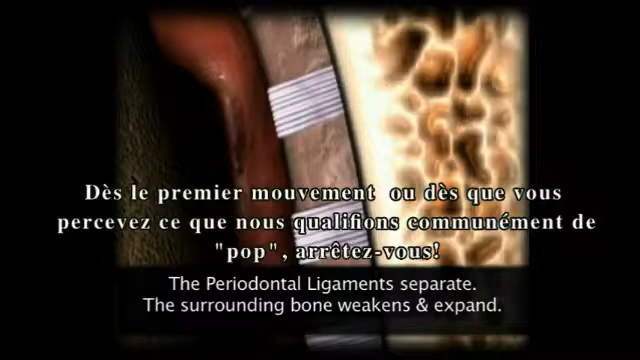 Dès le premier mouvement ou dès que vous
percevez ce que nous qualifions communément de
"pop", arrêtez-vous!
The Periodontal Ligaments separate.
The surrounding bone weakens & expand.